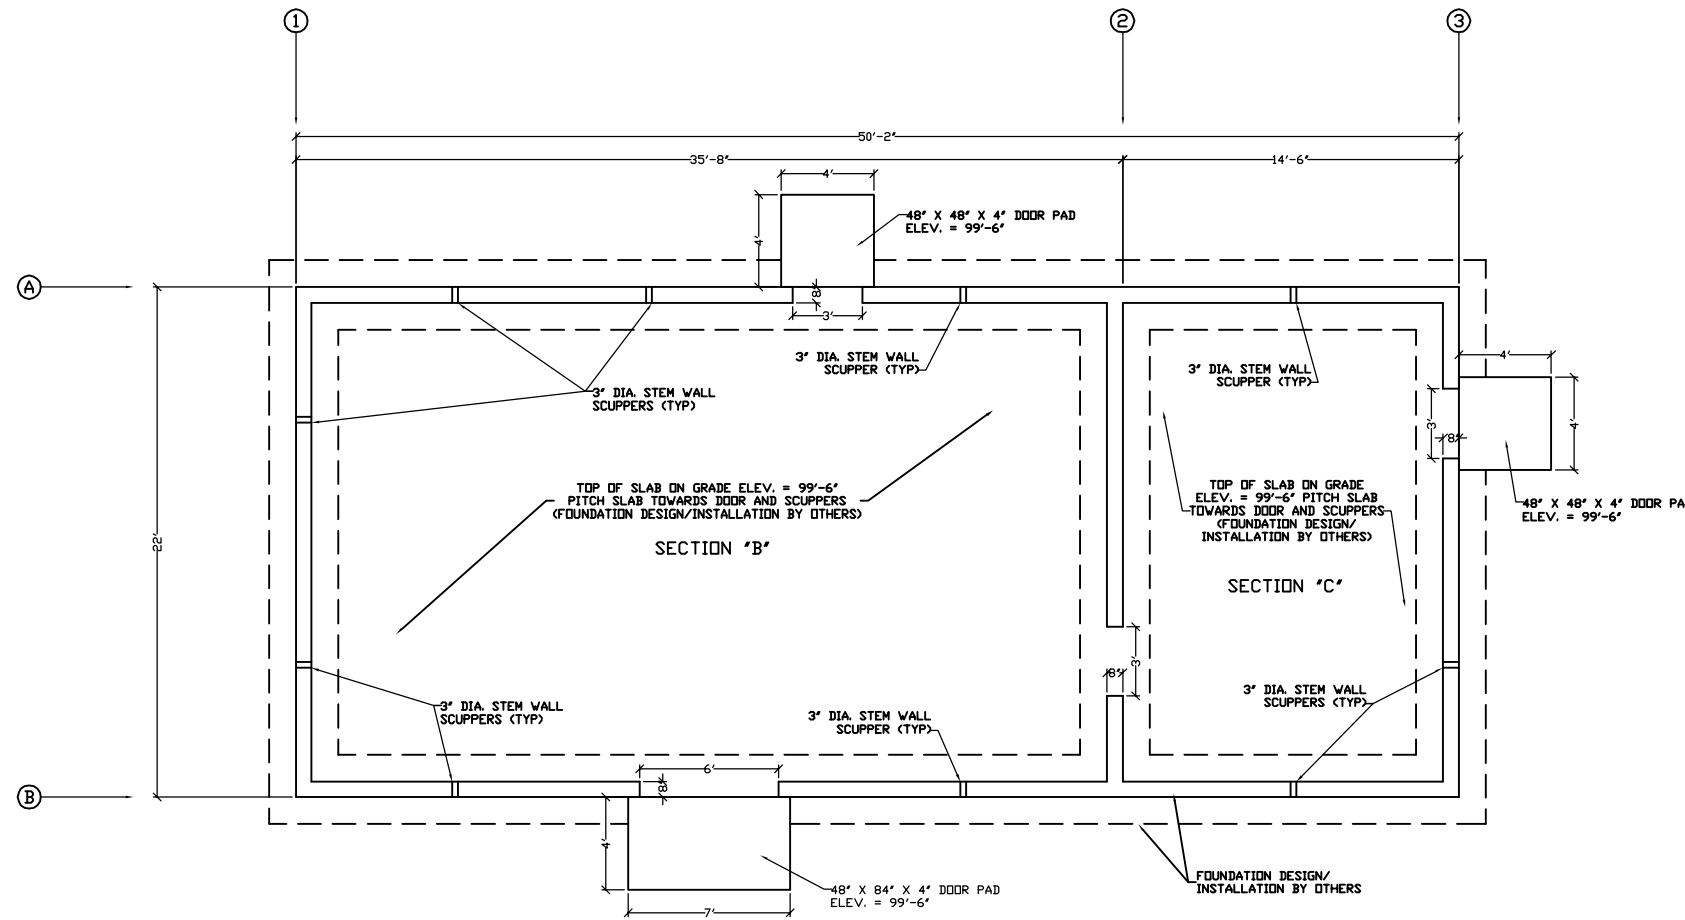 1
2
3
50'-2"
35'-8"
14'-6"
4'
48" X 48" X 4" DOOR PAD
ELEV. = 99'-6"
4'
A
8"
3'
3" DIA. STEM WALL
SCUPPER (TYP)
3" DIA. STEM WALL
SCUPPER (TYP)
4'
3" DIA. STEM WALL
SCUPPERS (TYP)
3'
4'
8"
TOP OF SLAB ON GRADE ELEV. = 99'-6"
PITCH SLAB TOWARDS DOOR AND SCUPPERS
(FOUNDATION DESIGN/INSTALLATION BY OTHERS)
TOP OF SLAB ON GRADE
ELEV. = 99'-6" PITCH SLAB
TOWARDS DOOR AND SCUPPERS
(FOUNDATION DESIGN/
INSTALLATION BY OTHERS)
48" X 48" X 4" DOOR PA
ELEV. = 99'-6"
22'
SECTION "B"
SECTION "C"
3'
8"
3" DIA. STEM WALL
SCUPPERS (TYP)
3" DIA. STEM WALL
SCUPPER (TYP)
3" DIA. STEM WALL
SCUPPERS (TYP)
6'
8"
B
4'
48" X 84" X 4" DOOR PAD
ELEV. = 99'-6"
7'
FOUNDATION DESIGN/
INSTALLATION BY OTHERS